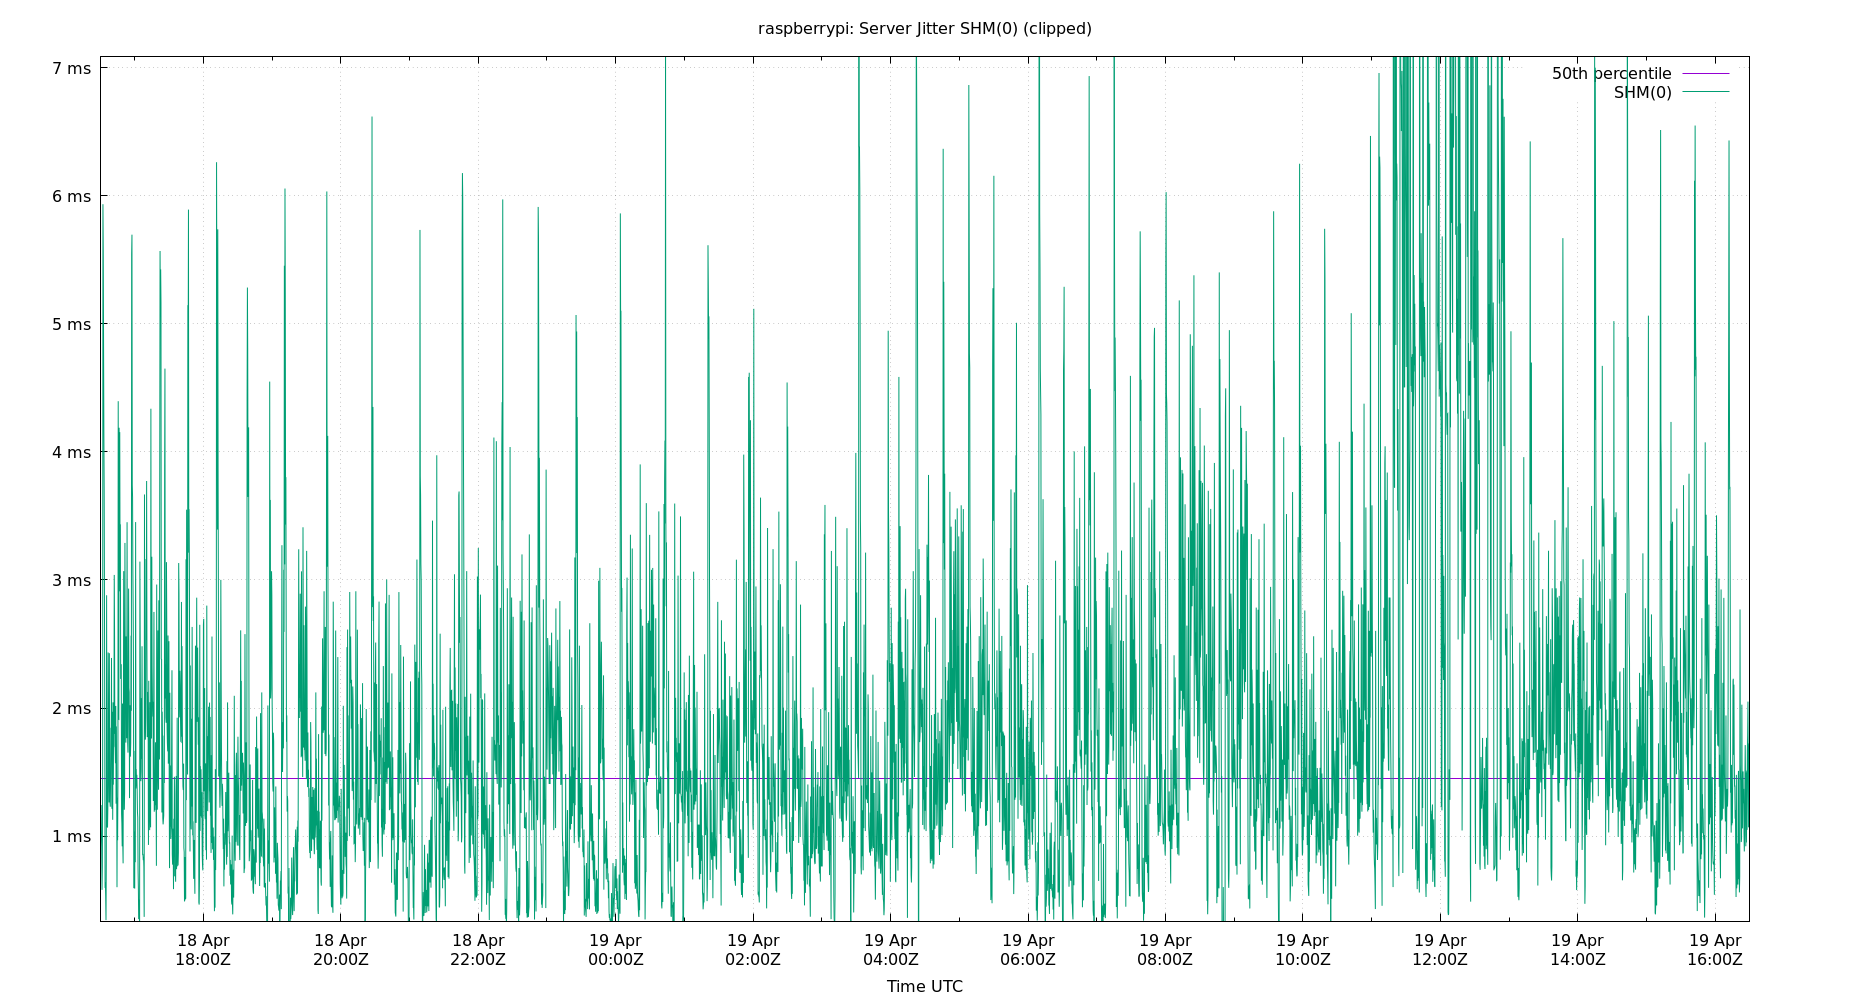 raspberrypi: Server Jitter SHM(0) (clipped)
7 ms
6 ms
5 ms
4 ms
3 ms
2 ms
1 ms
50th percentile
SHM(0)
18 Apr 18 Apr 18 Apr 19 Apr 19 Apr 19 Apr 19 Apr 19 Apr 19 Apr 19 Apr 19 Apr 19 Apr
18:00Z 20:00Z 22:00Z 00:00Z 02:00Z 04:00Z 06:00Z 08:00Z 10:00Z 12:00Z 14:00Z 16:00Z
Time UTC